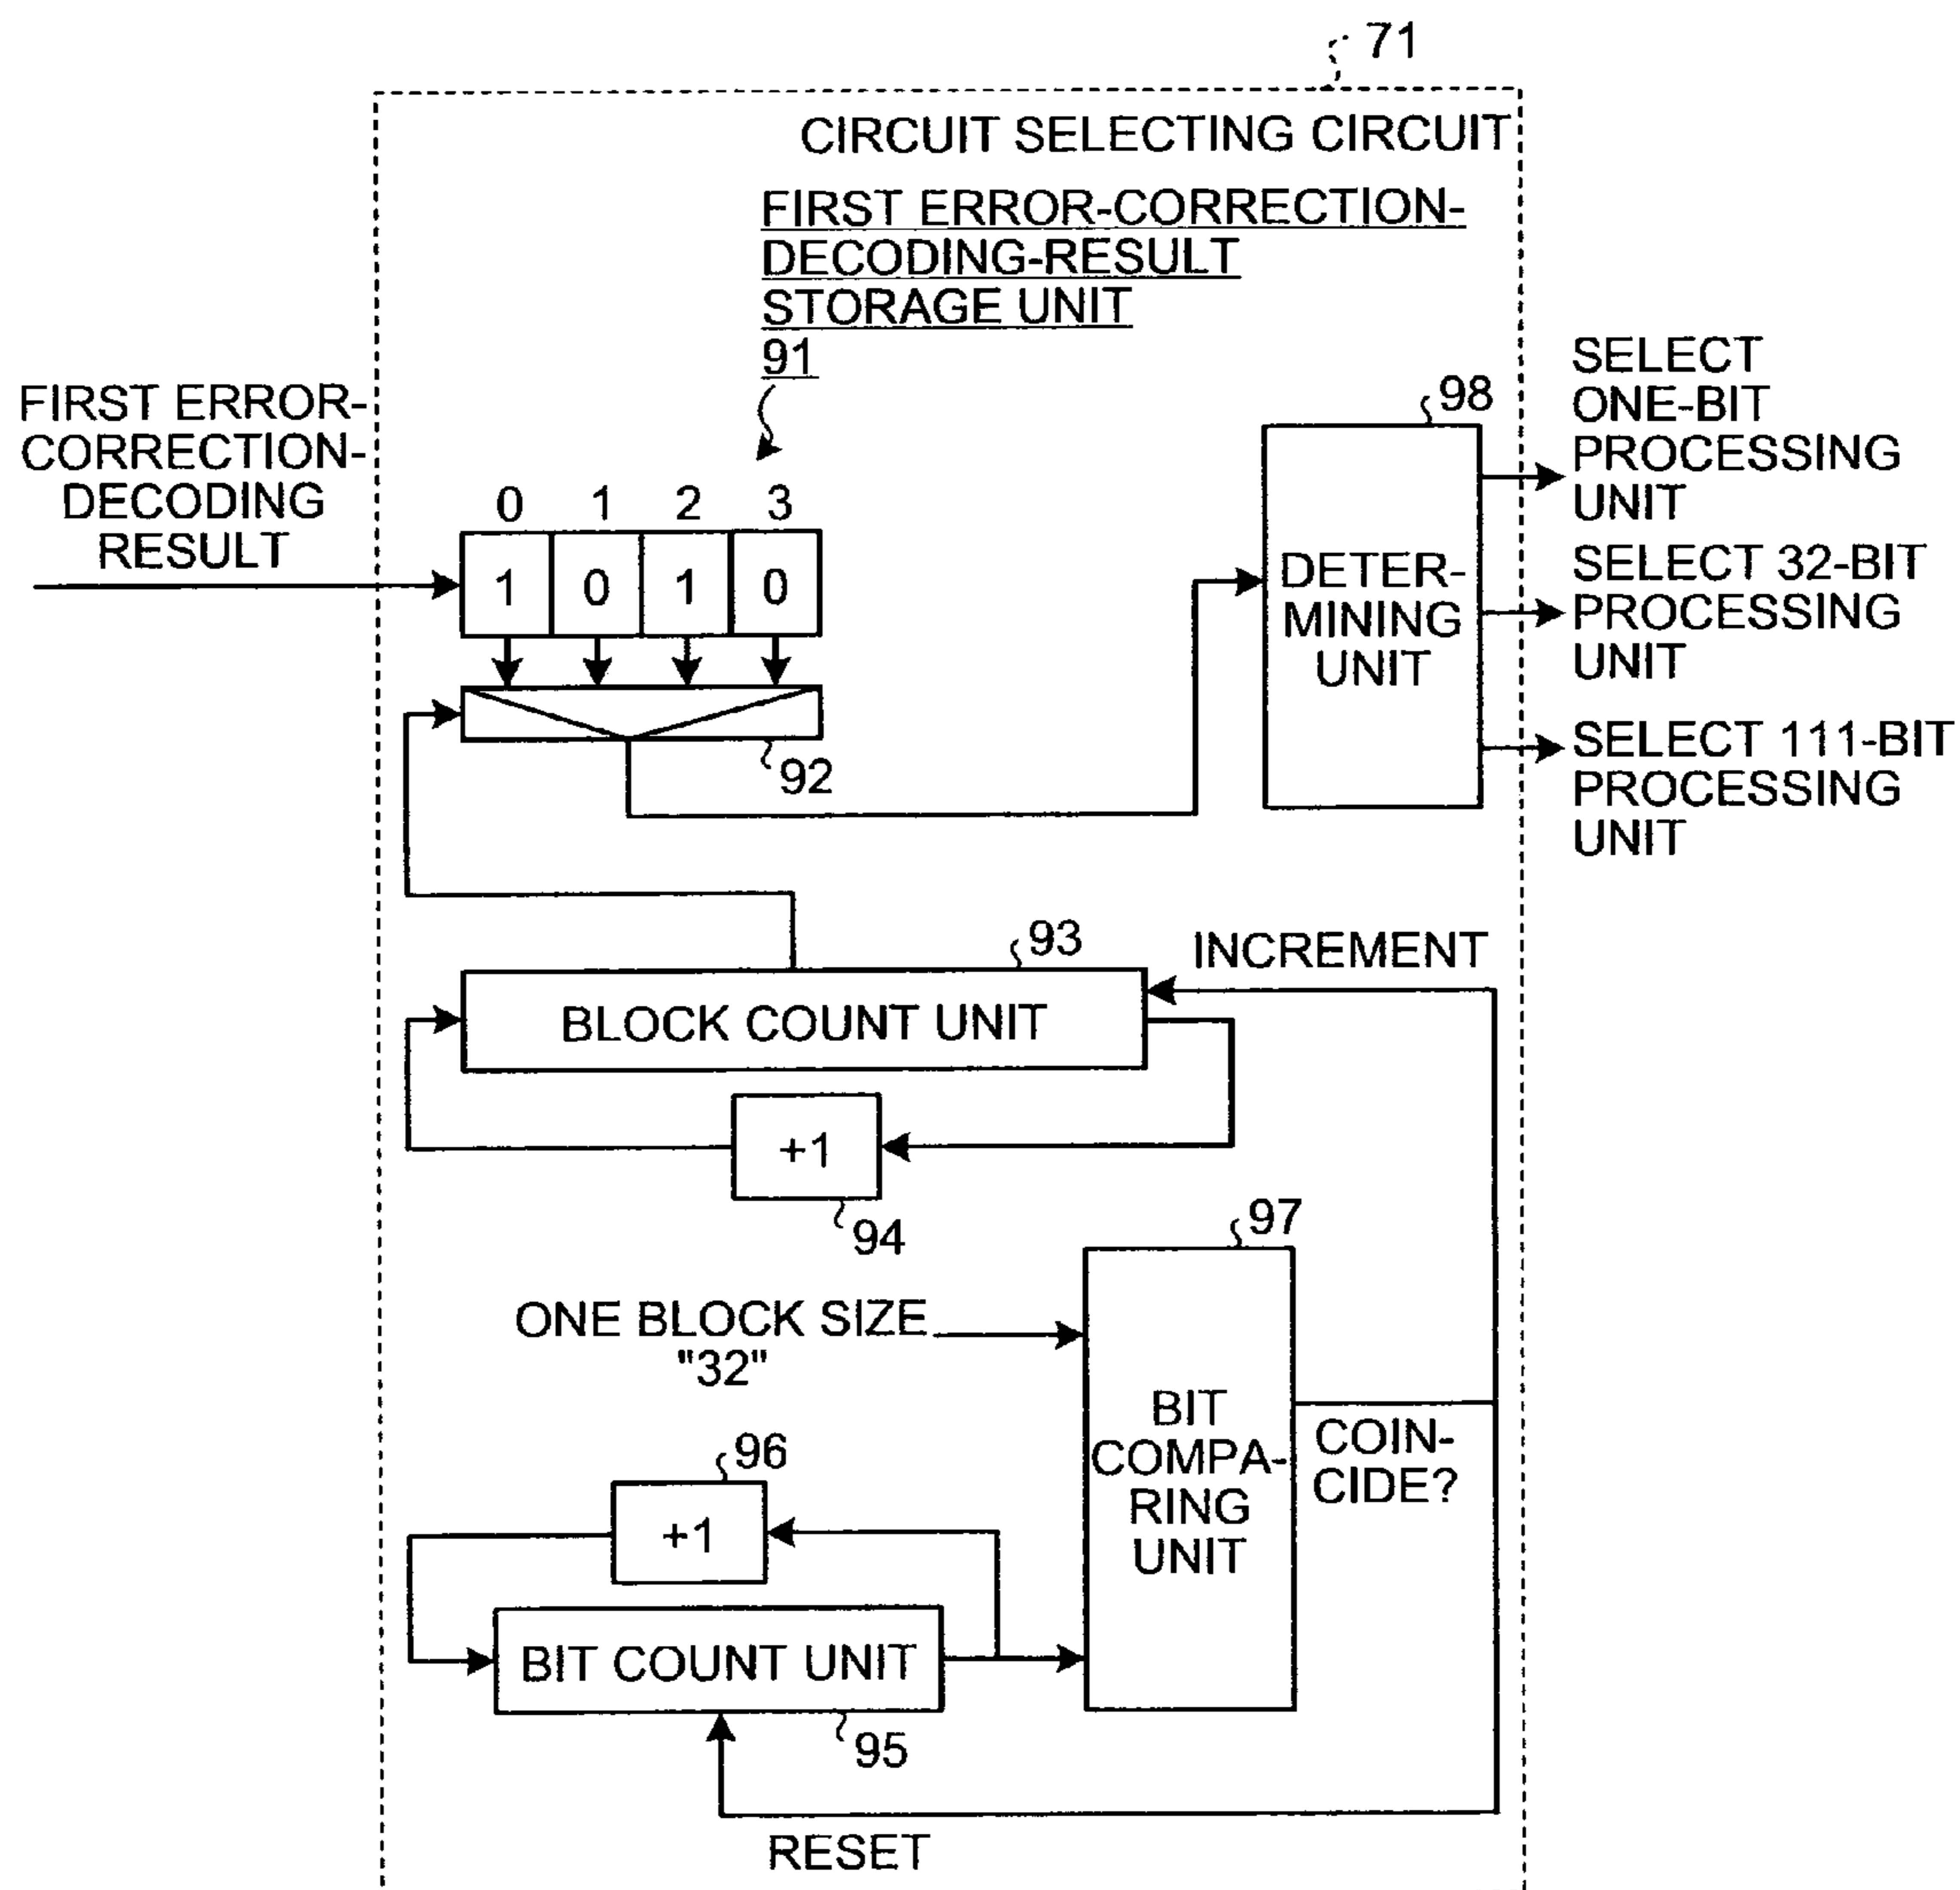 71
CIRCUIT SELECTING CIRCUIT
FIRST ERROR-CORRECTION-
DECODING-RESULT
STORAGE UNIT
91
FIRST ERROR-
CORRECTION-
DECODING
RESULT
0 1 2 3
1 0 1 0
92
98
DETER-
MINING
UNIT
SELECT
ONE-BIT
PROCESSING
UNIT
SELECT 32-BIT
PROCESSING
UNIT
SELECT 111-BIT
PROCESSING
UNIT
93
INCREMENT
BLOCK COUNT UNIT
+1
94
97
ONE BLOCK SIZE
"32"
BIT
COMPA-
RING
UNIT
COIN-
CIDE?
96
+1
BIT COUNT UNIT
95
RESET